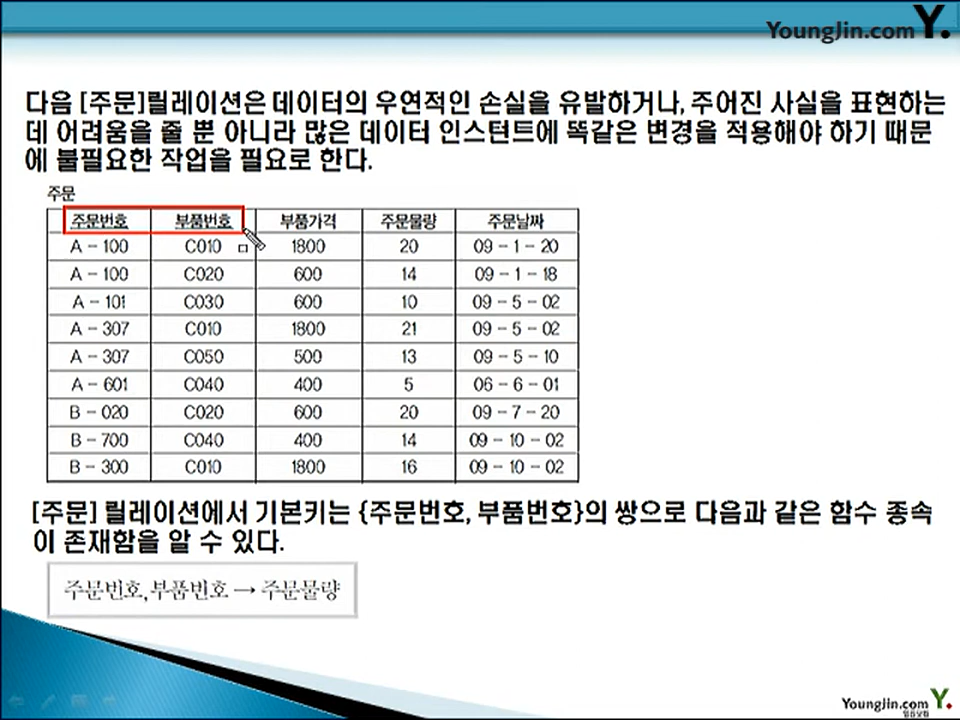 YoungJin.com Y.
다음 [주문]릴레이션은 데이터의 우연적인 손실을 유발하거나, 주어진 사실을 표현하는
데 어려움을 줄 뿐 아니라 많은 데이터 인스턴트에 똑같은 변경을 적용해야 하기 때문
에 불필요한 작업을 필요로 한다.
주문
주문번호 부품번호 부품가격 주문물량 주문날짜
A - 100 C010 1800 20 09 - 1 - 20
A - 100 C020 600 14 09 - 1 - 18
A - 101 C030 600 10 09 - 5 - 02
A - 307 C010 1800 21 09 - 5 - 02
A - 307 C050 500 13 09 - 5 - 10
A - 601 C040 400 5 06 - 6 - 01
B - 020 C020 600 20 09 - 7 - 20
B - 700 C040 400 14 09 - 10 - 02
B - 300 C010 1800 16 09 - 10 - 02
[주문] 릴레이션에서 기본키는 {주문번호, 부품번호}의 쌍으로 다음과 같은 함수 종속
이 존재함을 알 수 있다.
주문번호,부품번호 → 주문물량
YoungJin.com Y.